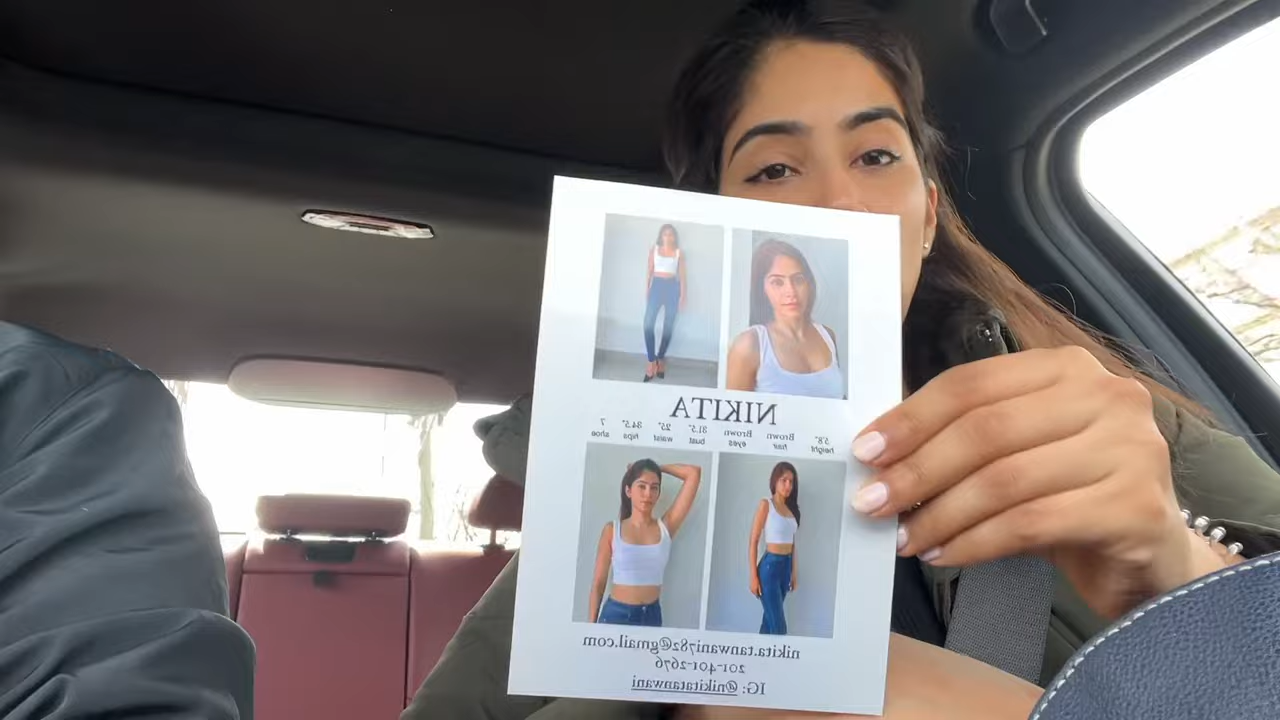 NIKITA
5'8" Brown Brown 31.5" 25" 34.5" 7
height hair eyes bust waist hips shoe
nikita.tanwani782@gmail.com
201-401-2676
IG: @nikitatanwani